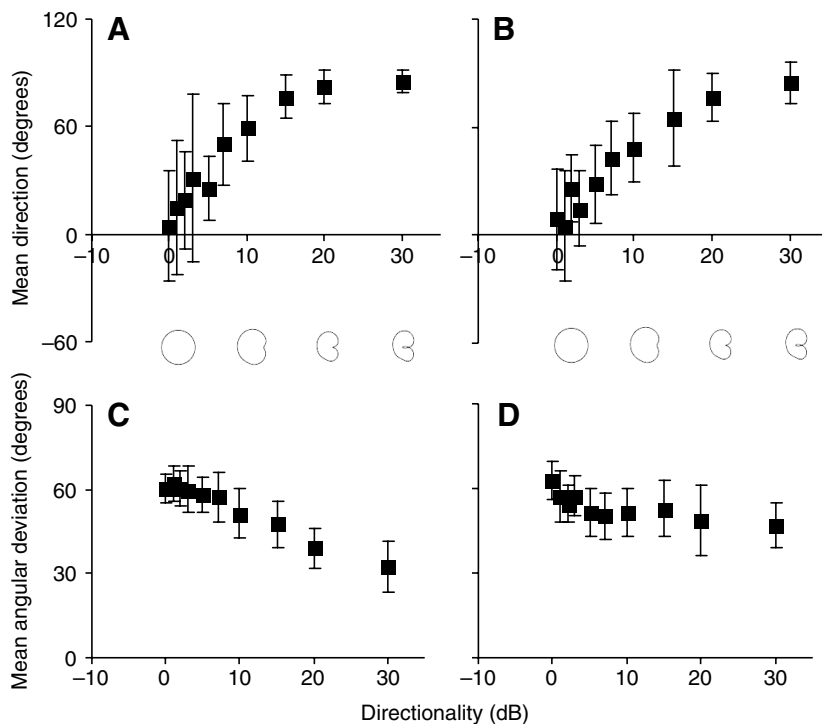 A
B
Mean direction (degrees)
120
60
0
–60
–10 0 10 20 30
–10 0 10 20 30
C
D
Mean angular deviation (degrees)
90
60
30
0
–10 0 10 20 30
–10 0 10 20 30
Directionality (dB)